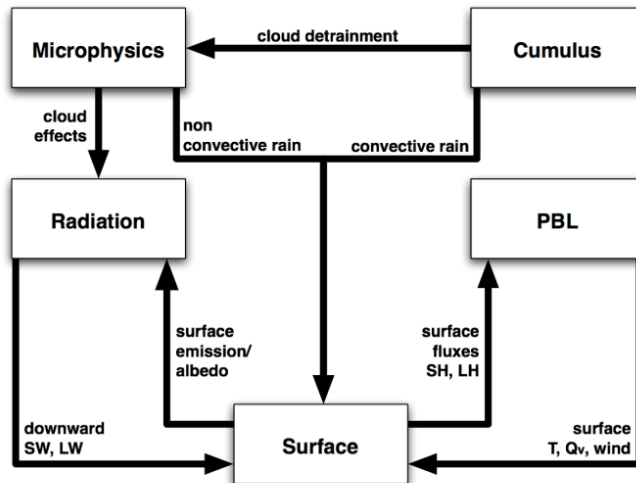 Microphysics
cloud detrainment
Cumulus
cloud
effects
non
convective rain
convective rain
Radiation
PBL
surface
emission/
albedo
surface
fluxes
SH, LH
downward
SW, LW
Surface
surface
T, Qv, wind